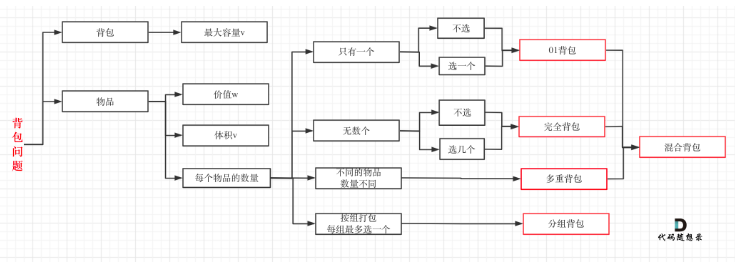 背包问题
背包
最大容量v
物品
价值w
体积v
每个物品的数量
只有一个
不选
选一个
01背包
无数个
不选
选几个
完全背包
不同的物品
数量不同
多重背包
混合背包
按组打包
每组最多选一个
分组背包
代码随想录